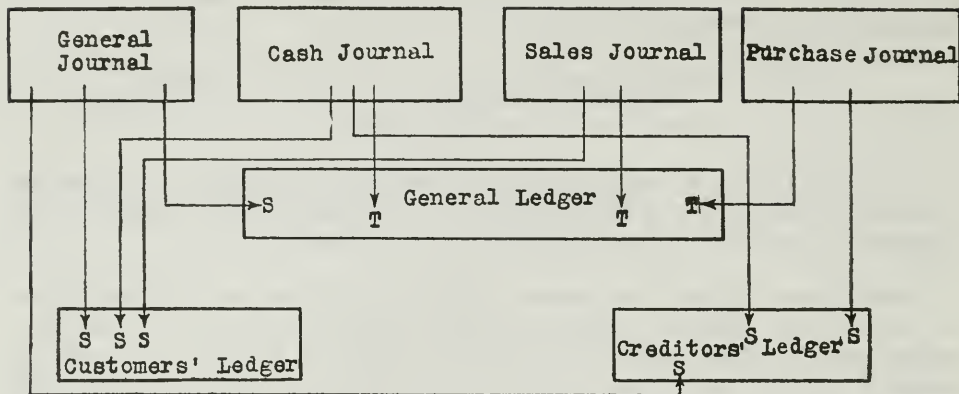 General
Journal
Cash Journal
Sales Journal
Purchase Journal
General Ledger
S
T
T
T
S S S
Customers' Ledger
S
S
Creditors' Ledger
S